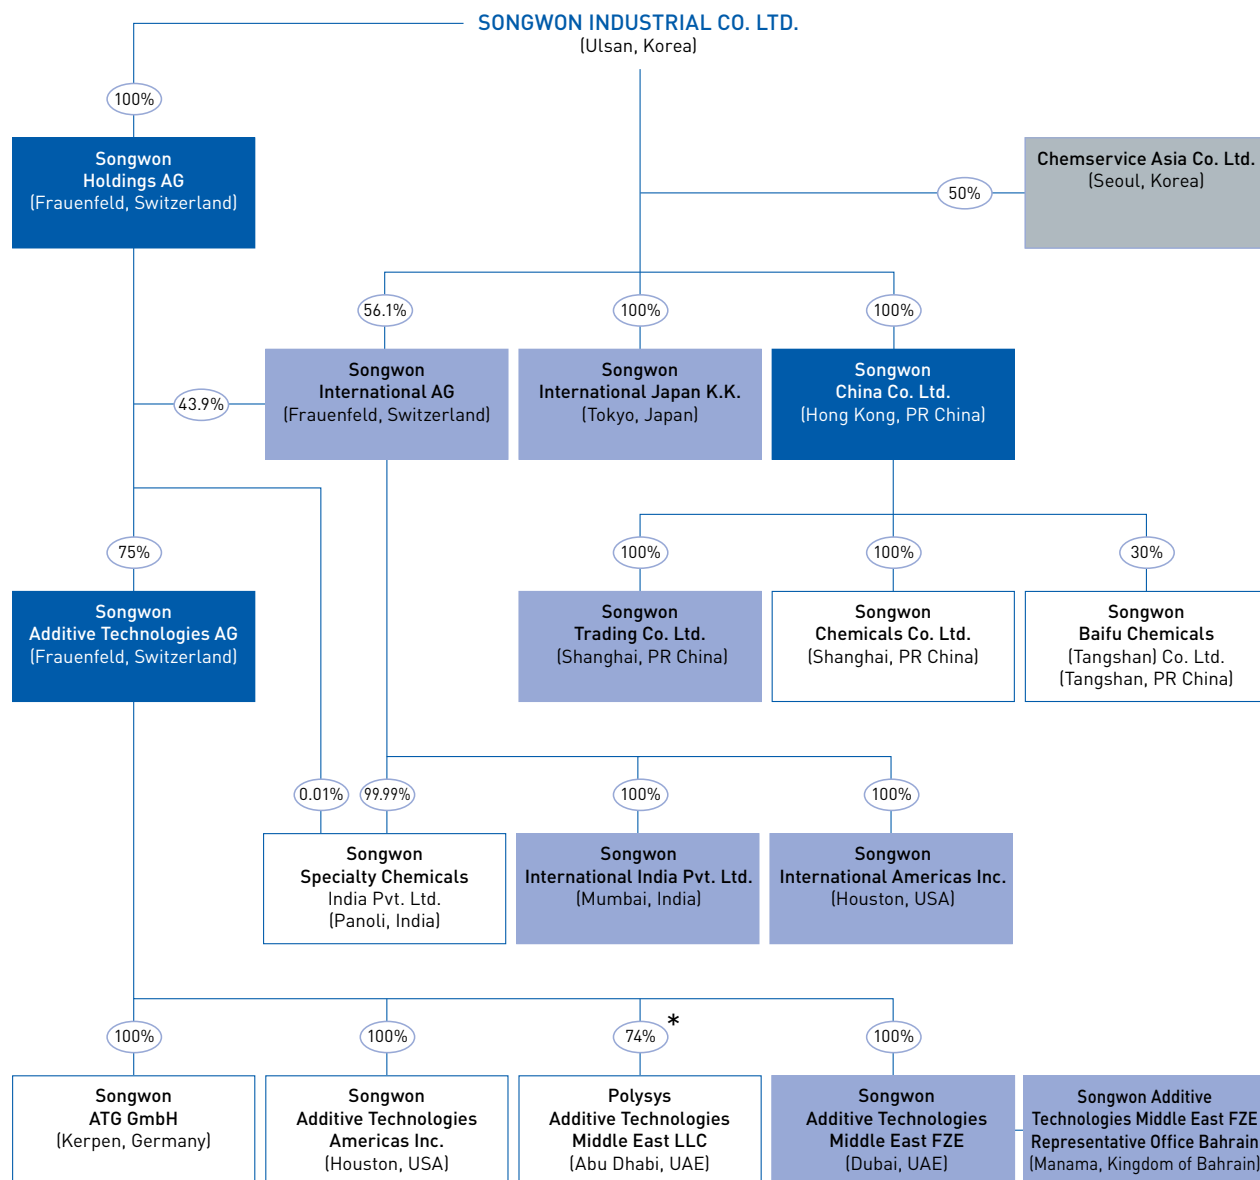 SONGWON INDUSTRIAL CO. LTD.
(Ulsan, Korea)
100%
Songwon
Holdings AG
(Frauenfeld, Switzerland)
50%
Chemservice Asia Co. Ltd.
(Seoul, Korea)
56.1%
100%
100%
43.9%
Songwon
International AG
(Frauenfeld, Switzerland)
Songwon
International Japan K.K.
(Tokyo, Japan)
Songwon
China Co. Ltd.
(Hong Kong, PR China)
75%
100%
100%
30%
Songwon
Additive Technologies AG
(Frauenfeld, Switzerland)
Songwon
Trading Co. Ltd.
(Shanghai, PR China)
Songwon
Chemicals Co. Ltd.
(Shanghai, PR China)
Songwon
Baifu Chemicals
(Tangshan) Co. Ltd.
(Tangshan, PR China)
0.01%
99.99%
100%
100%
Songwon
Specialty Chemicals
India Pvt. Ltd.
(Panoli, India)
Songwon
International India Pvt. Ltd.
(Mumbai, India)
Songwon
International Americas Inc.
(Houston, USA)
100%
100%
74% *
100%
Songwon
ATG GmbH
(Kerpen, Germany)
Songwon
Additive Technologies
Americas Inc.
(Houston, USA)
Polysys
Additive Technologies
Middle East LLC
(Abu Dhabi, UAE)
Songwon
Additive Technologies
Middle East FZE
(Dubai, UAE)
Songwon Additive
Technologies Middle East FZE
Representative Office Bahrain
(Manama, Kingdom of Bahrain)